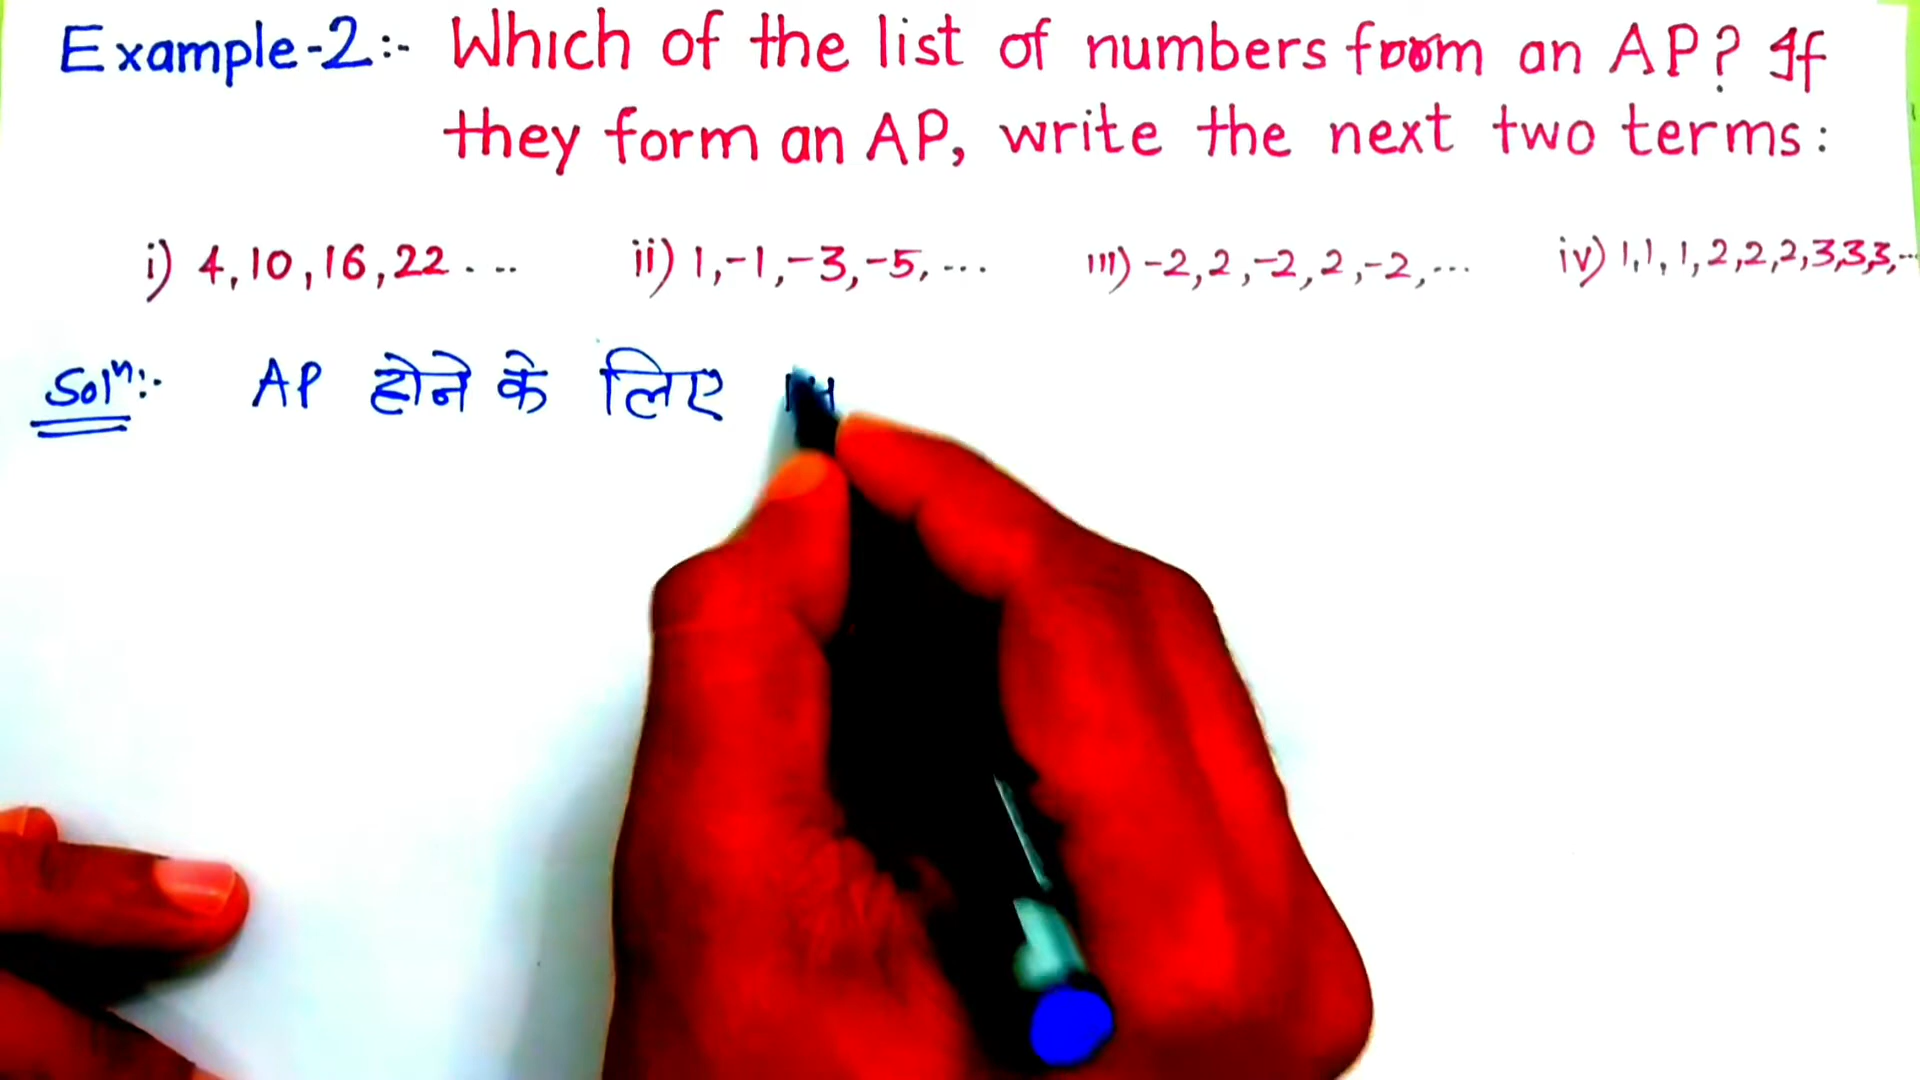 Example-2:- Which of the list of numbers from an AP? If
they form an AP, write the next two terms:
i) 4,10,16,22 . ... ii) 1,-1,-3,-5,... iii) -2,2,-2,2,-2,... iv) 1,1,1,2,2,2,3,3,3,...
Solⁿ:- AP होने के लिए